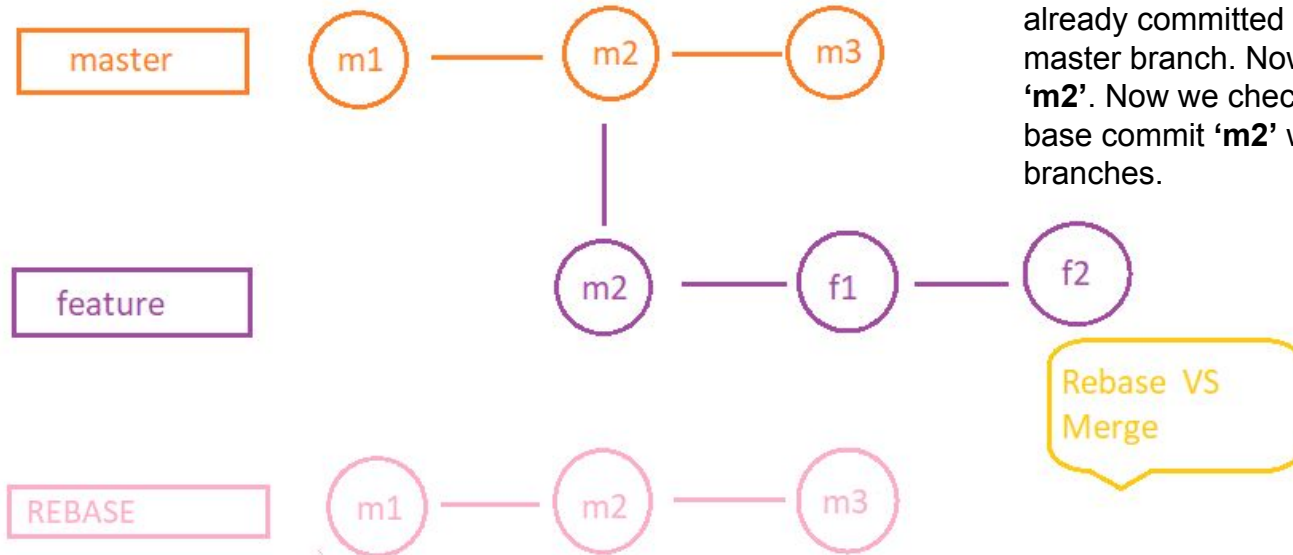 already committed
master m1 m2 m3
master branch. Nov
‘m2’. Now we chec
base commit ‘m2’
branches.
feature m2 f1 f2
Rebase VS
Merge
REBASE m1 m2 m3